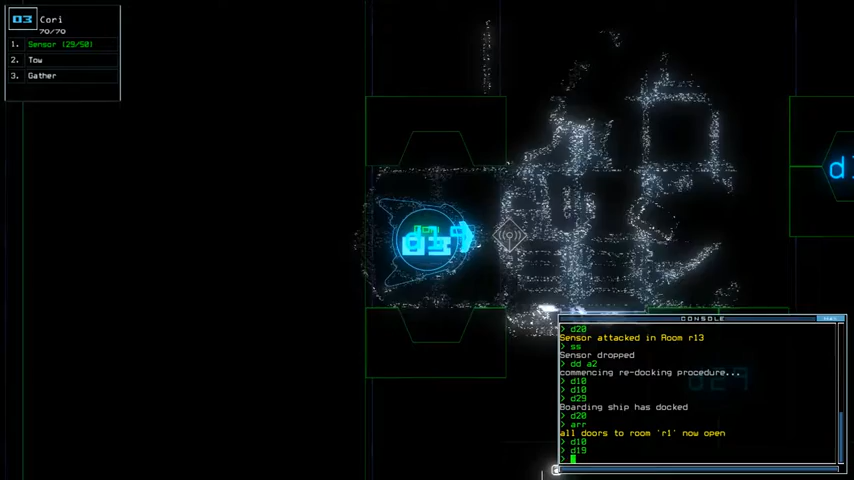 03 Cori
70/70
1. Sensor (29/50)
2. Tow
3. Gather
CONSOLE
> d20
Sensor attacked in Room r13
> ss
Sensor dropped
> dd a2
commencing re-docking procedure...
> d10
> d10
> d29
Boarding ship has docked
> d20
> arr
all doors to room 'r1' now open
> d10
> d19
>